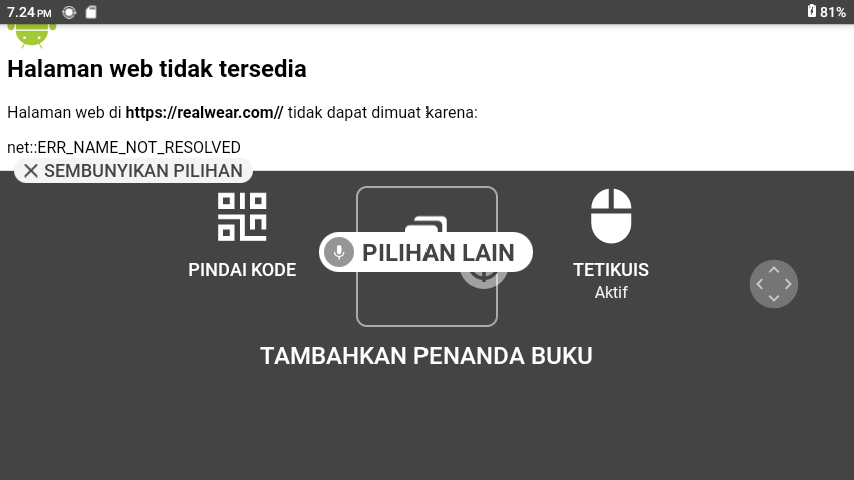 7.24 PM
81%
Halaman web tidak tersedia
Halaman web di https://realwear.com// tidak dapat dimuat karena:
net::ERR_NAME_NOT_RESOLVED
SEMBUNYIKAN PILIHAN
PILIHAN LAIN
PINDAI KODE
TETIKUS
Aktif
TAMBAHKAN PENANDA BUKU